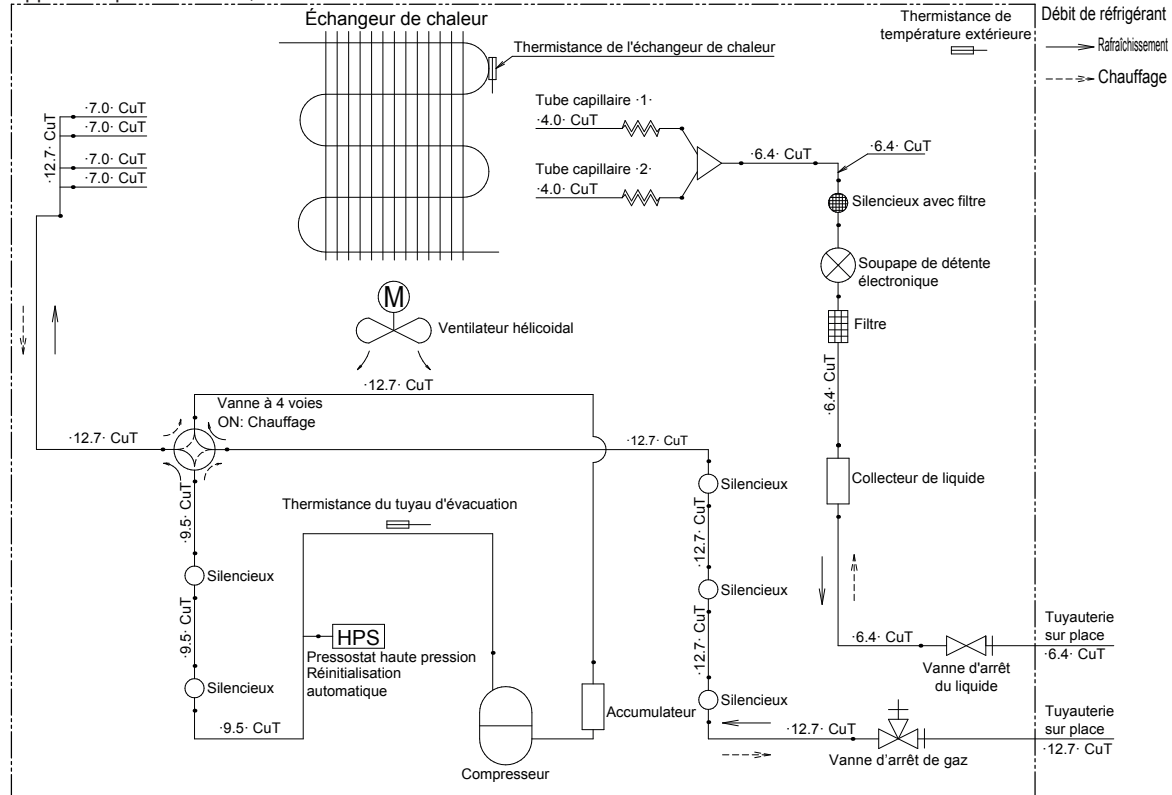 Échangeur de chaleur
Thermistance de
température extérieure
Débit de réfrigérant
Rafraîchissement
Chauffage
Thermistance de l'échangeur de chaleur
·7.0· CuT
·7.0· CuT
·7.0· CuT
·7.0· CuT
·12.7· CuT
Tube capillaire ·1·
·4.0· CuT
Tube capillaire ·2·
·4.0· CuT
·6.4· CuT
·6.4· CuT
Silencieux avec filtre
Soupape de détente
électronique
Filtre
·6.4· CuT
M
Ventilateur hélicoidal
·12.7· CuT
Vanne à 4 voies
ON: Chauffage
·12.7· CuT
·12.7· CuT
Silencieux
Collecteur de liquide
·9.5· CuT
Thermistance du tuyau d'évacuation
·12.7· CuT
Silencieux
Silencieux
·9.5· CuT
·12.7· CuT
HPS
Pressostat haute pression
Réinitialisation
automatique
Silencieux
Silencieux
·9.5· CuT
Compresseur
Accumulateur
·6.4· CuT
Vanne d'arrêt
du liquide
Tuyauterie
sur place
·6.4· CuT
·12.7· CuT
Vanne d'arrêt de gaz
Tuyauterie
sur place
·12.7· CuT